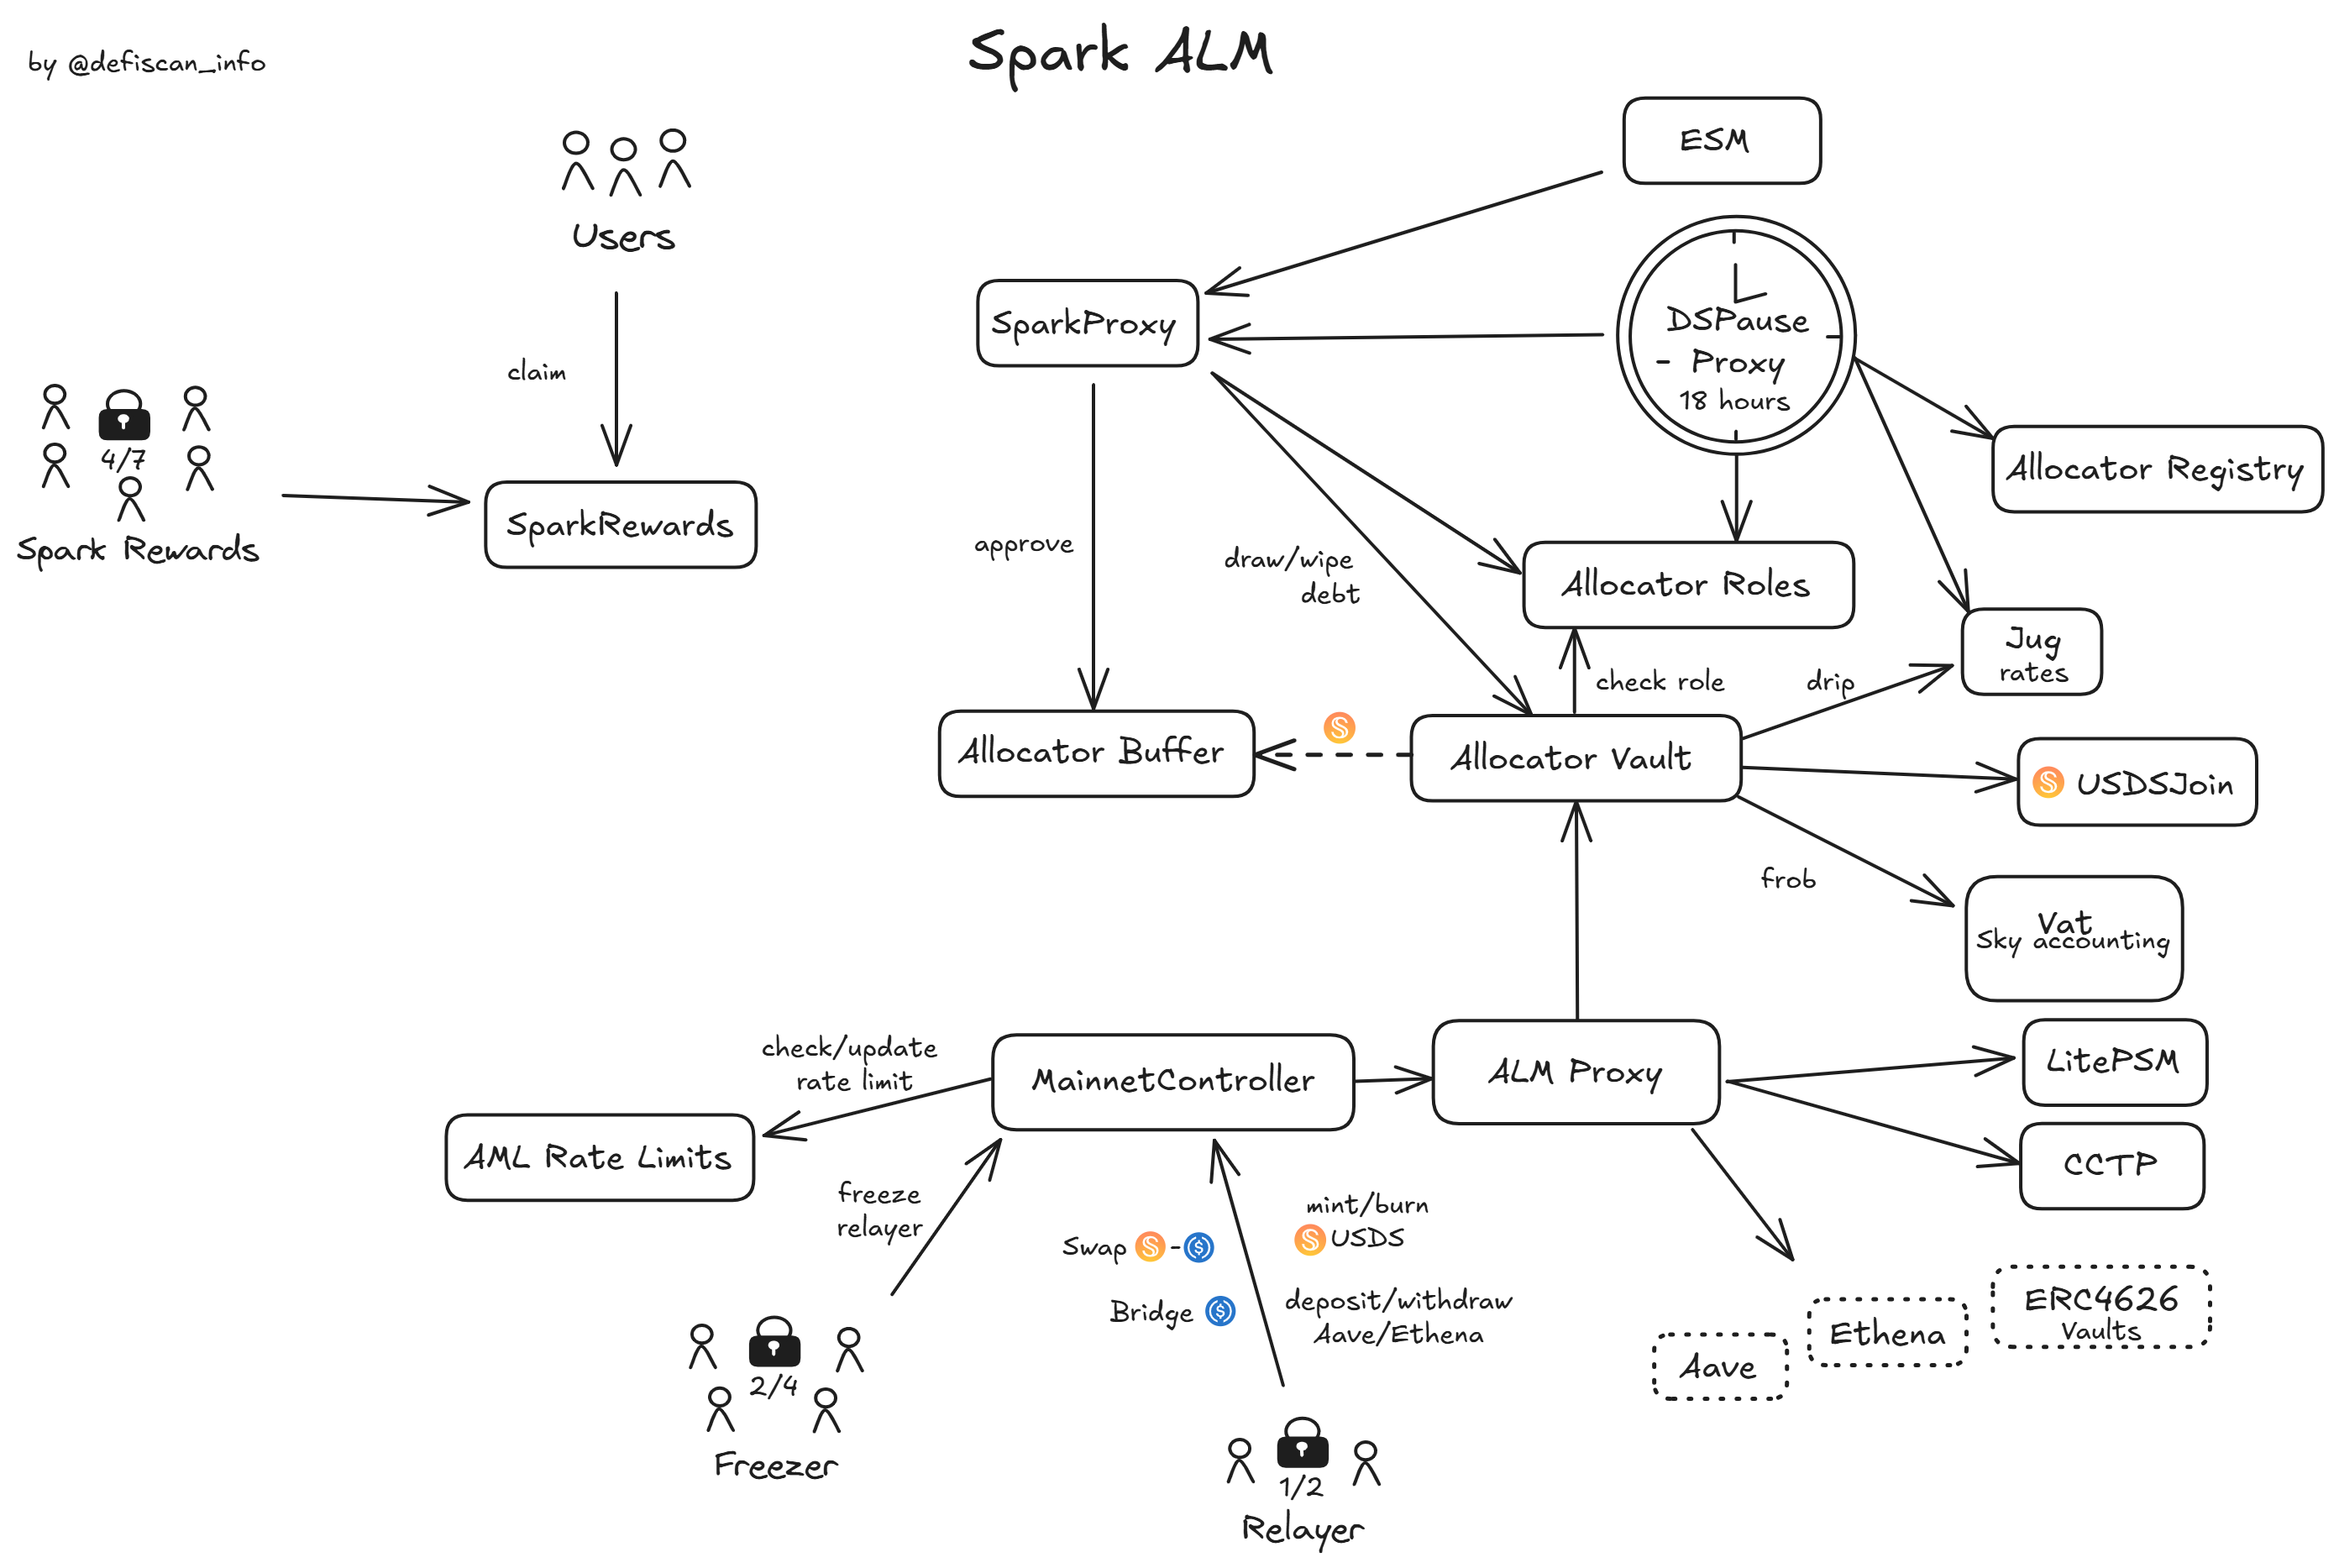 Spark ALM
by @defiscan_info
ESM
Users
SparkProxy
DSPause
- Proxy
18 hours
claim
4/7
Spark Rewards
SparkRewards
Allocator Registry
approve
draw/wipe
debt
Allocator Roles
Jug
rates
check role
drip
Allocator Buffer
Allocator Vault
USDSJoin
frob
Vat
Sky accounting
check/update
rate limit
MainnetController
ALM Proxy
LitePSM
AML Rate Limits
CCTP
freeze
relayer
mint/burn
USDS
Swap -
Bridge
deposit/withdraw
Aave/Ethena
ERC4626
Vaults
Ethena
Aave
2/4
Freezer
1/2
Relayer